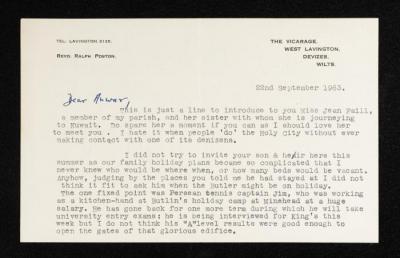 TEL: LAVINGTON 3126.
REVD. RALPH POSTON.
THE VICARAGE,
WEST LAVINGTON,
DEVIZES,
WILTS.
22nd September 1963.
Dear Anwar,
This is just a line to introduce to you Miss Jean Paill,
a member of my parish, and her sister with whom she is journeying
to Kuwait. Do spare her a moment if you can as I should love her
to meet you . I hate it when people 'do' the Holy City without ever
making contact with one of its denizens.
I did not try to invite your son & heir here this
summer as our family holiday plans became so complicated that I
never knew who would be where when, or how many beds would be vacant.
Anyhow, judging by the places you told me he had stayed at I did not
think it fit to ask him when the Butler might be on holiday.
The one fixed point was Persean tennis captain Jim, who was working
as a kitchen-hand at Butlin's holiday camp at Minehead at a huge
salary. He has gone back for one more term during which he will take
university entry exams: he is being interviewed for King's this
week but I do not think his "A"level results were good enough to
open the gates of that glorious edifice.